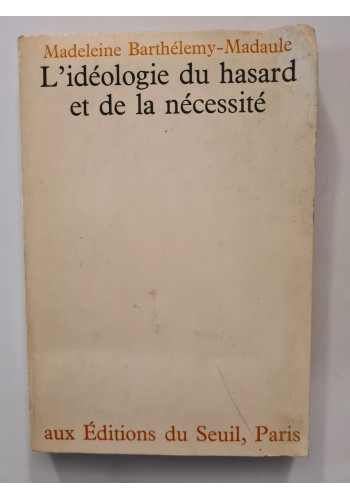 Madeleine Barthélemy-Madaule
L'idéologie du hasard
et de la nécessité
aux Éditions du Seuil, Paris